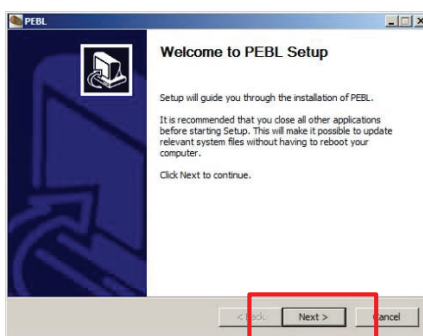 PEBL
Welcome to PEBL Setup
Setup will guide you through the installation of PEBL.
It is recommended that you close all other applications
before starting Setup. This will make it possible to update
relevant system files without having to reboot your
computer.
Click Next to continue.
< Back Next > Cancel